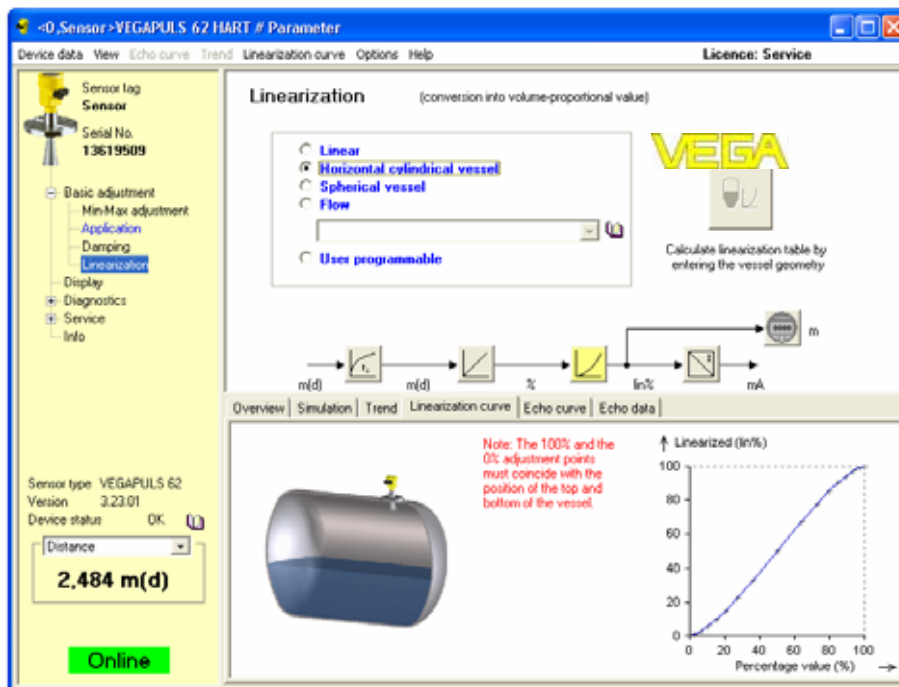 <0,Sensor>VEGAPULS 62 HART # Parameter
Device data View Echo curve Trend Linearization curve Options Help Licence: Service
Sensor tag
Sensor
Serial No.
13619509
Basic adjustment
Min-Max adjustment
Application
Damping
Linearization
Display
Diagnostics
Service
Info
Sensor type VEGAPULS 62
Version 3.23.01
Device status OK
Distance
2,484 m(d)
Online
Linearization (conversion into volume-proportional value)
Linear
Horizontal cylindrical vessel
Spherical vessel
Flow
User programmable
VEGA
Calculate linearization table by
entering the vessel geometry
m
m(d) m(d) % lin% mA
Overview Simulation Trend Linearization curve Echo curve Echo data
Note: The 100% and the
0% adjustment points
must coincide with the
position of the top and
bottom of the vessel.
Linearized (lin%)
100
80
60
40
20
0
0 20 40 60 80 100
Percentage value (%)